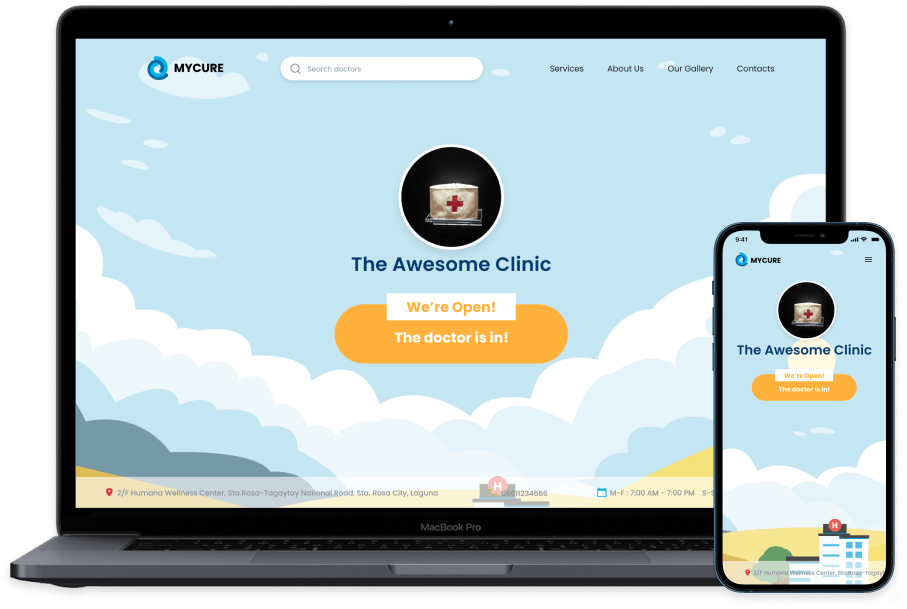 MYCURE
Search doctors
Services
About Us
Our Gallery
Contacts
The Awesome Clinic
We're Open!
The doctor is in!
2/F Humana Wellness Center, Sta.Rosa-Tagaytay National Road, Sta. Rosa City, Laguna
H
M-F : 7:00 AM - 7:00 PM
MacBook Pro
9:41
MYCURE
The Awesome Clinic
We're Open!
The doctor is in!
H
2/F Humana Wellness Center, Sta.Rosa-Tagay